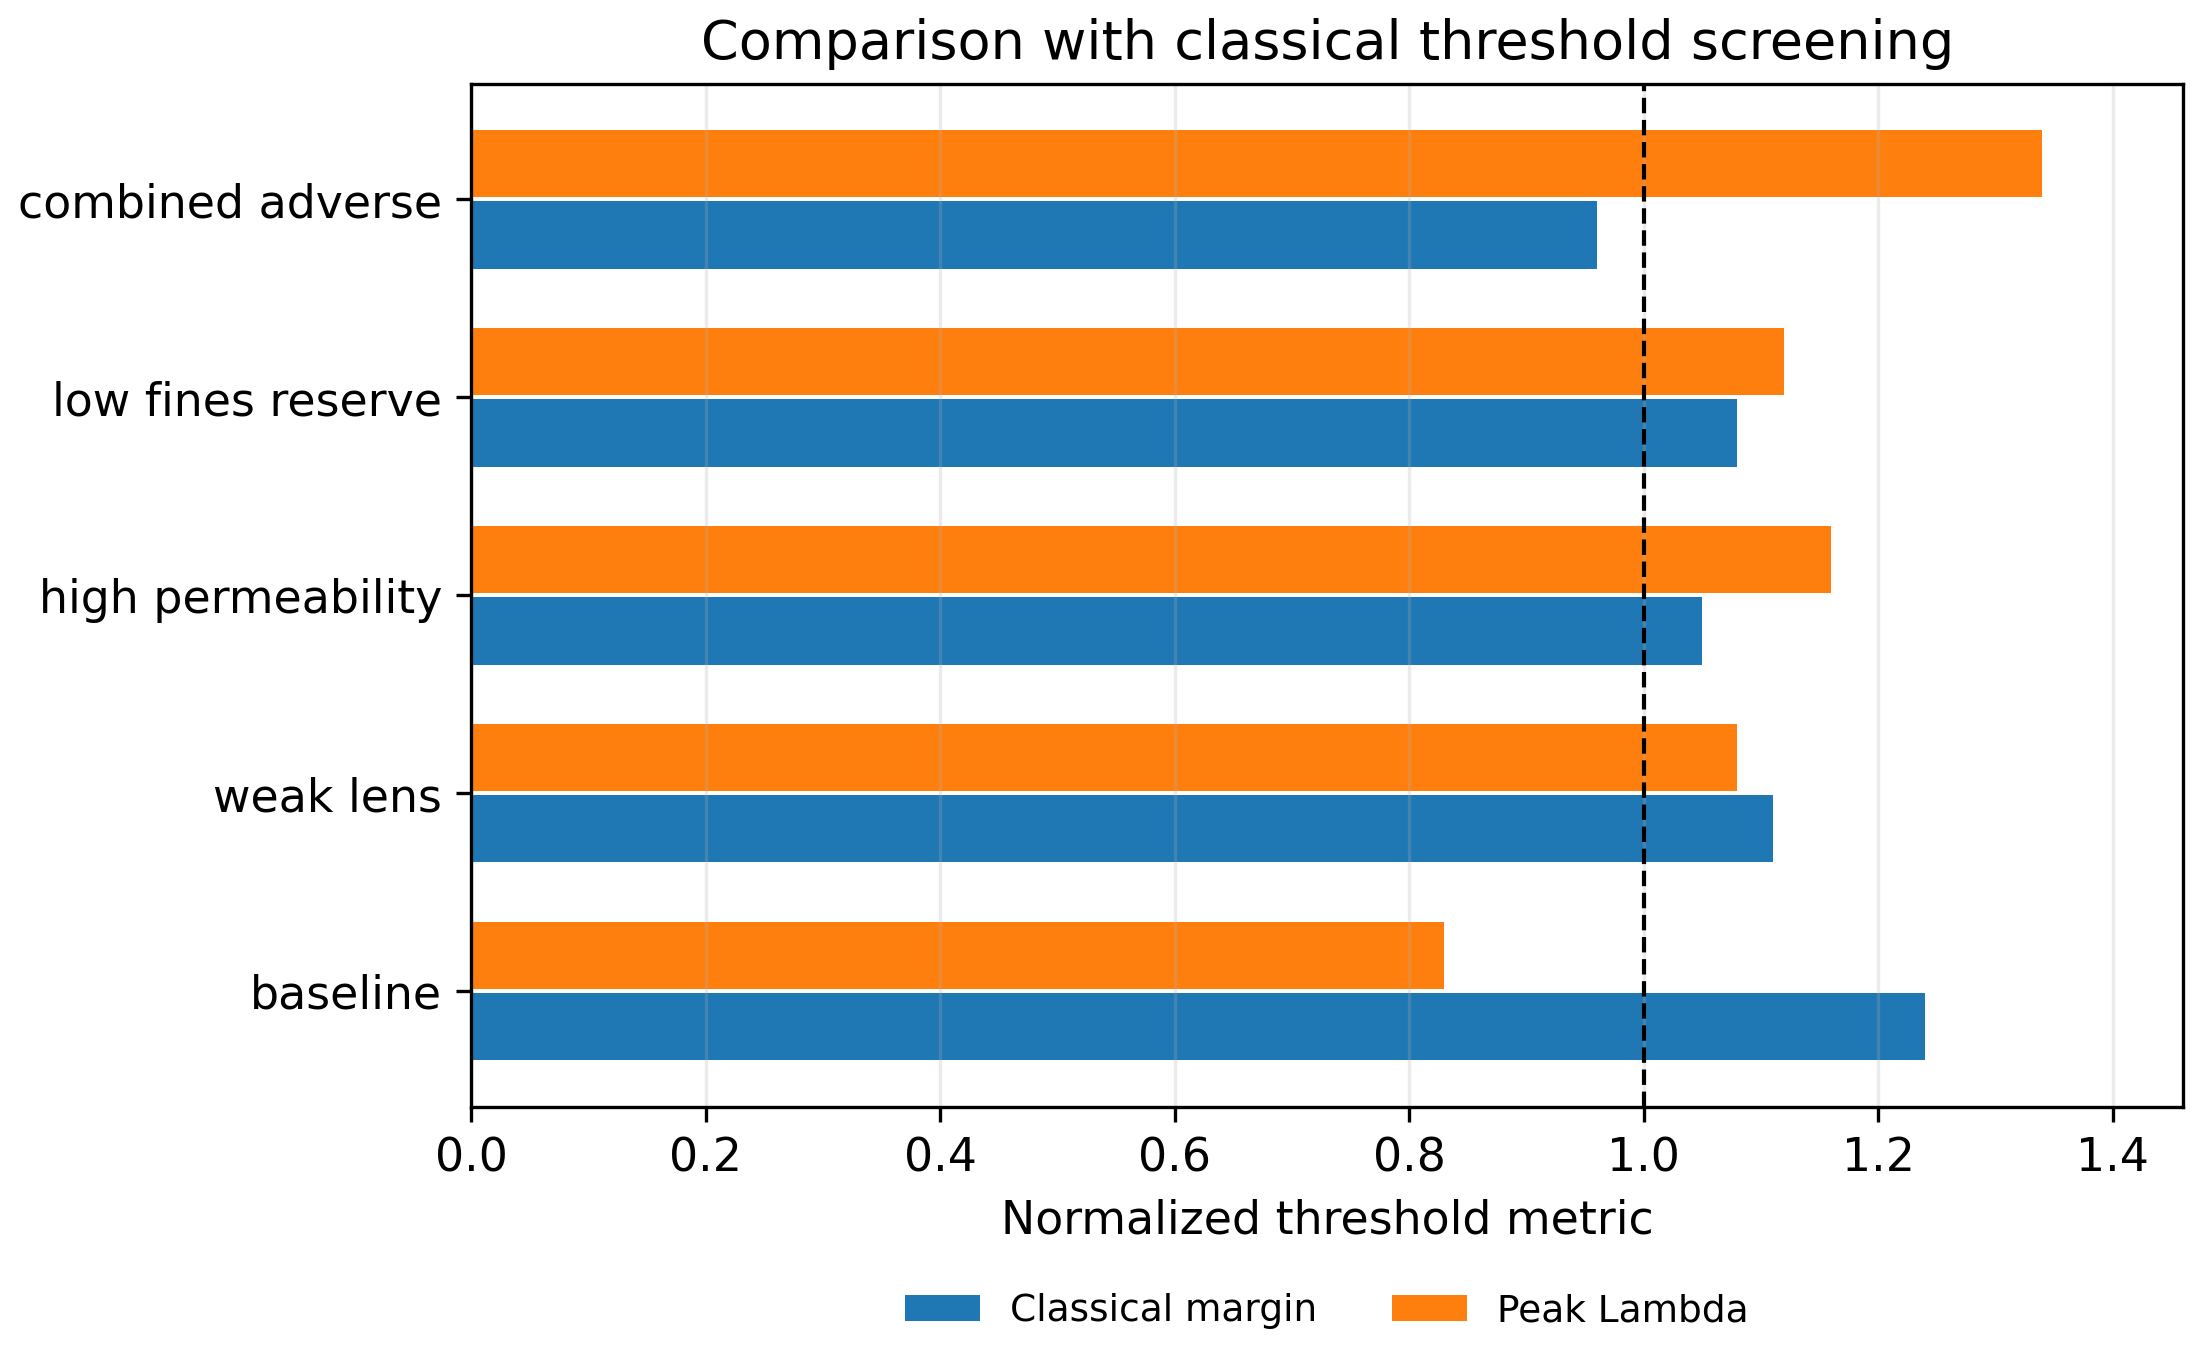 Comparison with classical threshold screening
combined adverse
low fines reserve
high permeability
weak lens
baseline
0.0 0.2 0.4 0.6 0.8 1.0 1.2 1.4
Normalized threshold metric
Classical margin Peak Lambda